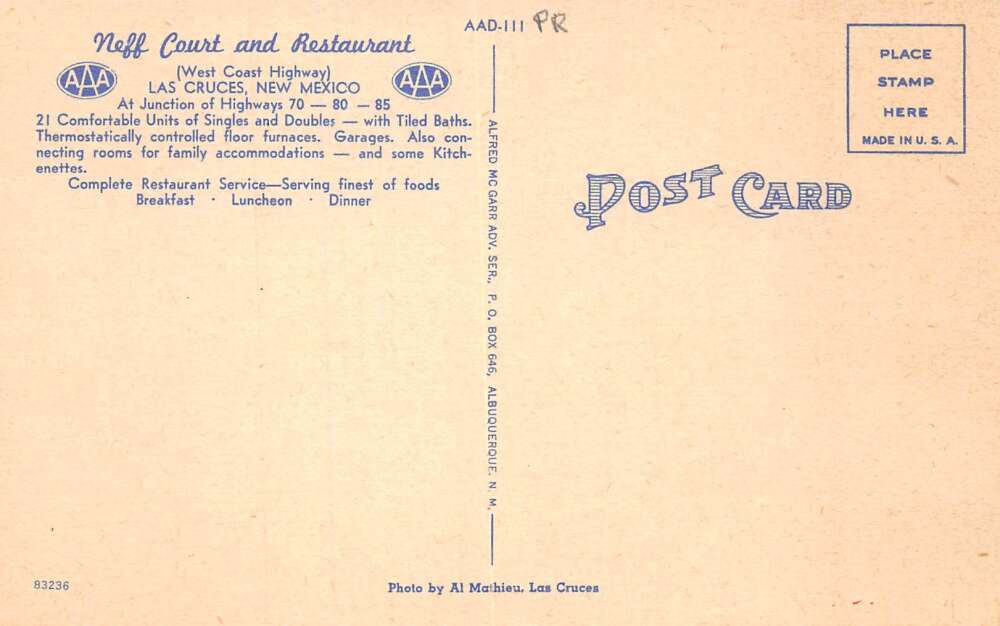 AAD-111 PR
Neff Court and Restaurant
AAA
AAA
(West Coast Highway)
LAS CRUCES, NEW MEXICO
At Junction of Highways 70 — 80 — 85
21 Comfortable Units of Singles and Doubles — with Tiled Baths.
Thermostatically controlled floor furnaces. Garages. Also con-
necting rooms for family accommodations — and some Kitch-
enettes.
Complete Restaurant Service—Serving finest of foods
Breakfast · Luncheon · Dinner
ALFRED MC GARR ADV. SER., P. O. BOX 646, ALBUQUERQUE, N. M.
PLACE
STAMP
HERE
MADE IN U. S. A.
POST CARD
83236
Photo by Al Mathieu, Las Cruces